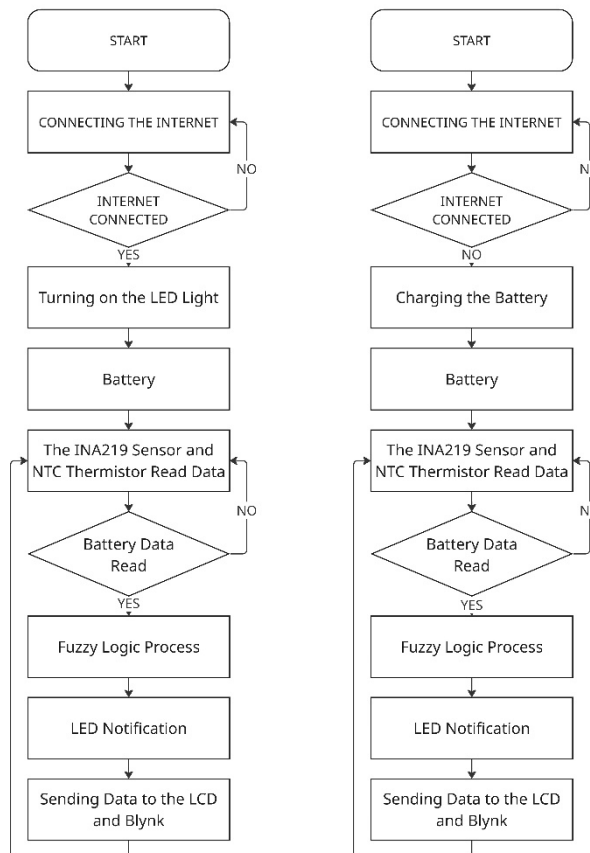 START
CONNECTING THE INTERNET
NO
INTERNET
CONNECTED
YES
Turning on the LED Light
Battery
The INA219 Sensor and
NTC Thermistor Read Data
NO
Battery Data
Read
YES
Fuzzy Logic Process
LED Notification
Sending Data to the LCD
and Blynk
START
CONNECTING THE INTERNET
N
INTERNET
CONNECTED
NO
Charging the Battery
Battery
The INA219 Sensor and
NTC Thermistor Read Data
N
Battery Data
Read
YES
Fuzzy Logic Process
LED Notification
Sending Data to the LCD
and Blynk